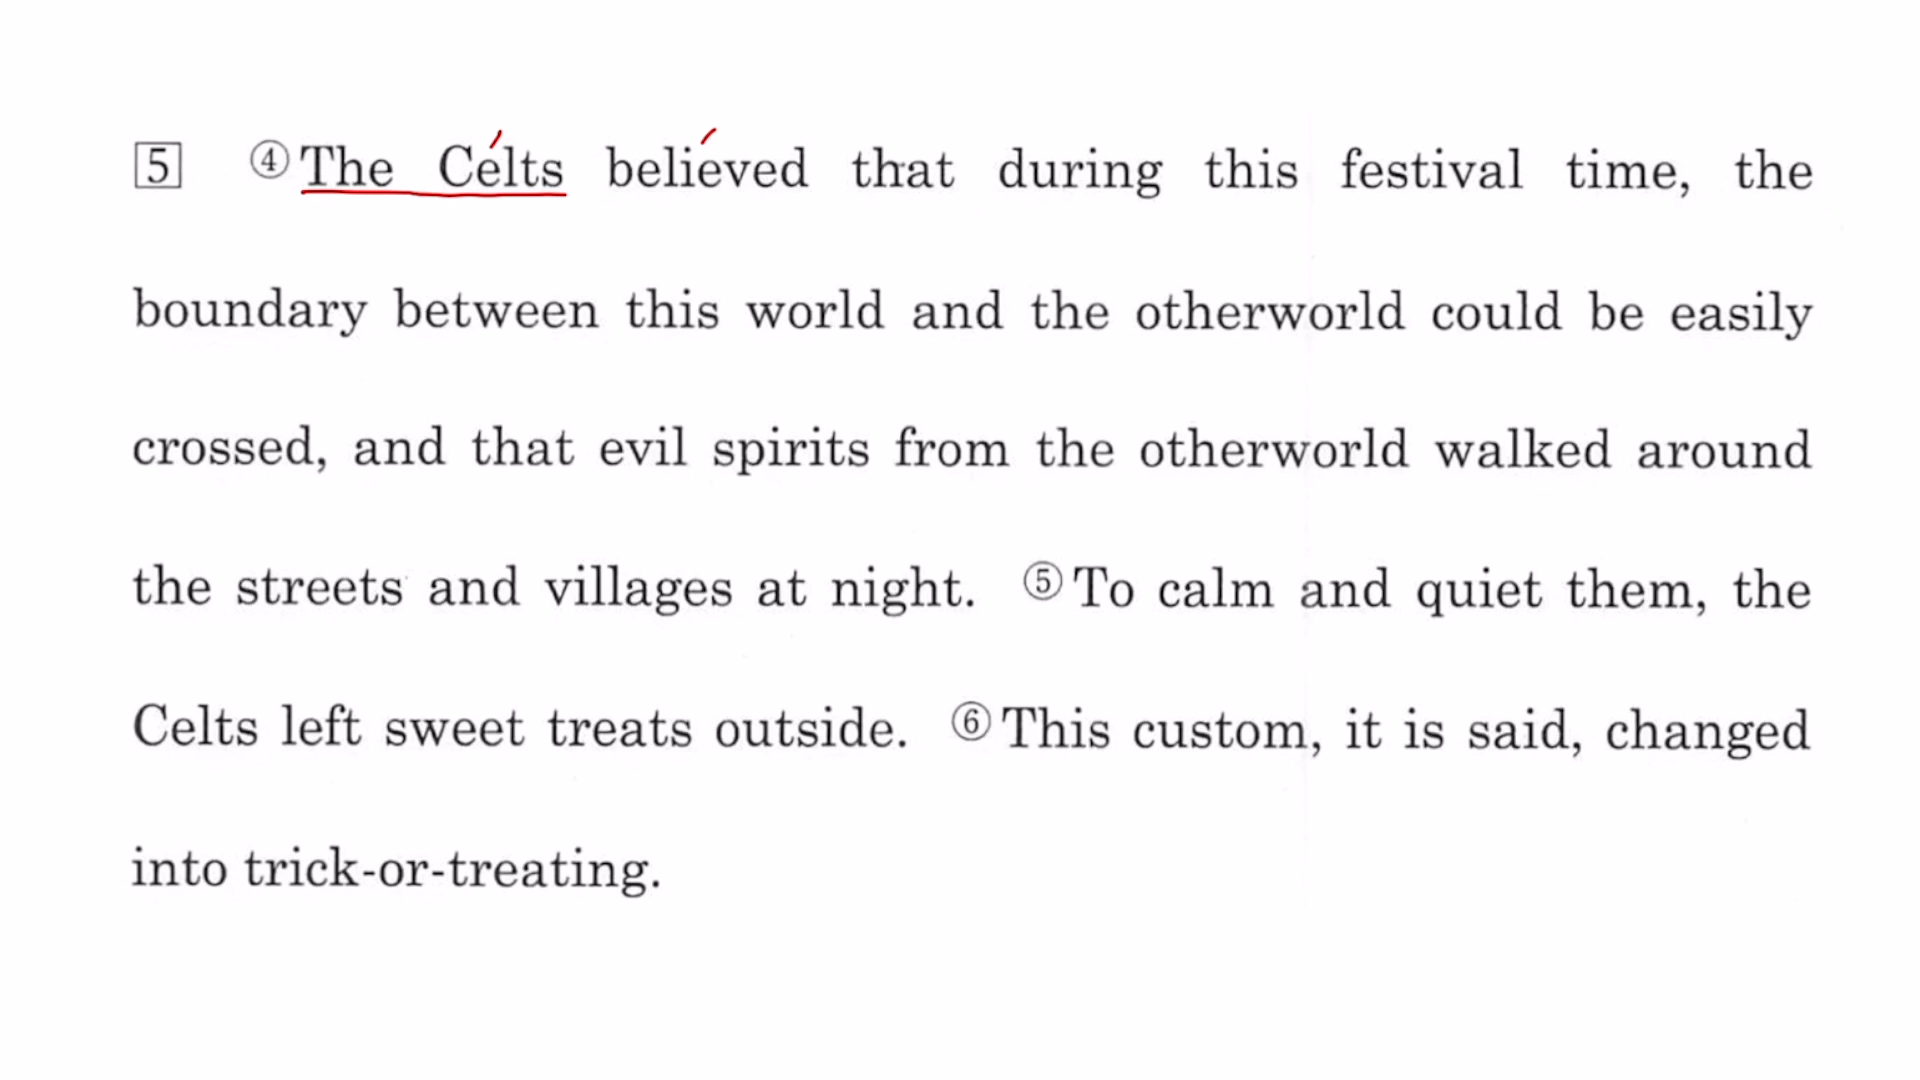 5 ④The Celts believed that during this festival time, the
boundary between this world and the otherworld could be easily
crossed, and that evil spirits from the otherworld walked around
the streets and villages at night. ⑤To calm and quiet them, the
Celts left sweet treats outside. ⑥This custom, it is said, changed
into trick-or-treating.